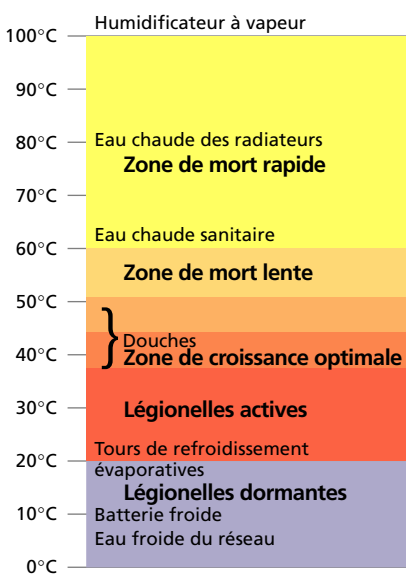 Humidificateur à vapeur
100°C
90°C
80°C
Eau chaude des radiateurs
Zone de mort rapide
70°C
Eau chaude sanitaire
60°C
Zone de mort lente
50°C
}
Douches
40°C
Zone de croissance optimale
30°C
Légionelles actives
Tours de refroidissement
20°C
évaporatives
Légionelles dormantes
10°C
Batterie froide
Eau froide du réseau
0°C